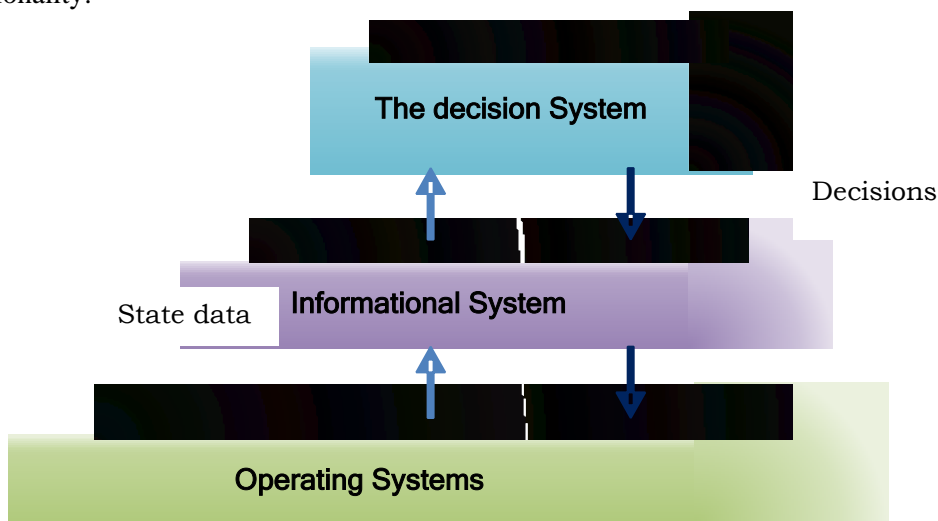 The decision System
Decisions
State data
Informational System
Operating Systems